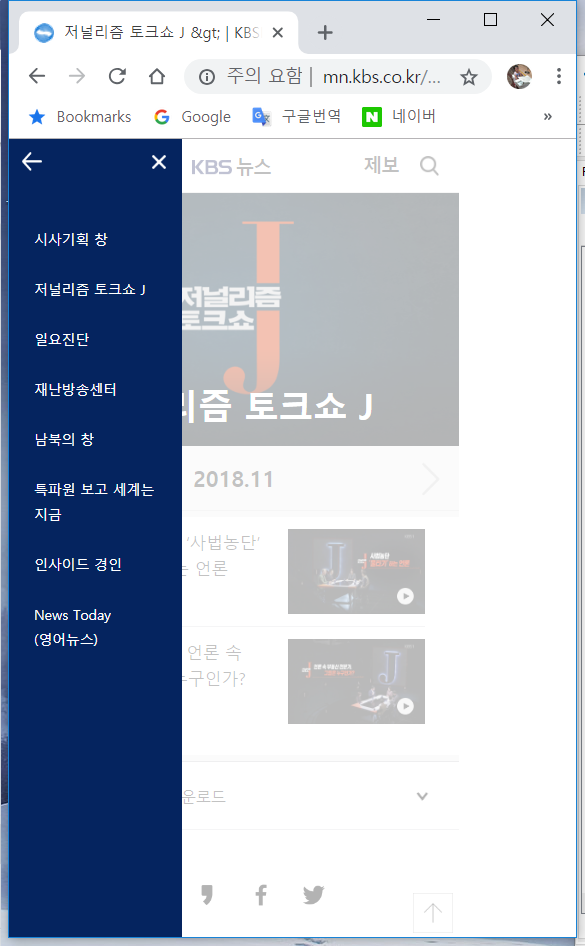 저널리즘 토크쇼 J &gt; | KBS
주의 요함 | mn.kbs.co.kr/...
Bookmarks Google 구글번역 네이버 »
KBS 뉴스 제보
시사기획 창
저널리즘 토크쇼 J
일요진단
재난방송센터
남북의 창
특파원 보고 세계는
지금
인사이드 경인
News Today
(영어뉴스)
저널리즘
토크쇼
J
리즘 토크쇼 J
2018.11
'사법농단'
는 언론
언론 속
누구인가?
운로드